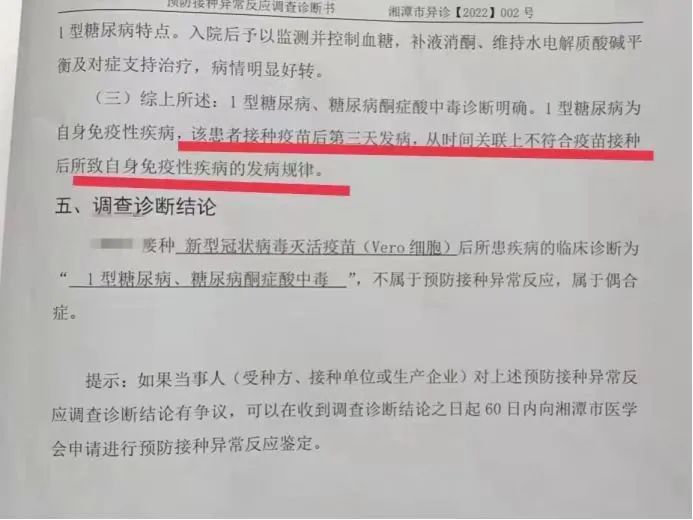 预防接种异常反应调查诊断书 湘潭市异诊【2022】002号
1型糖尿病特点。入院后予以监测并控制血糖，补液消酮、维持水电解质酸碱平
衡及对症支持治疗，病情明显好转。
（三）综上所述：1型糖尿病、糖尿病酮症酸中毒诊断明确。1型糖尿病为
自身免疫性疾病，该患者接种疫苗后第三天发病，从时间关联上不符合疫苗接种
后所致自身免疫性疾病的发病规律。
五、调查诊断结论
接种 新型冠状病毒灭活疫苗（Vero细胞）后所患疾病的临床诊断为
“ 1型糖尿病、糖尿病酮症酸中毒 ”，不属于预防接种异常反应，属于偶合
症。
提示：如果当事人（受种方、接种单位或生产企业）对上述预防接种异常反
应调查诊断结论有争议，可以在收到调查诊断结论之日起60日内向湘潭市医学
会申请进行预防接种异常反应鉴定。